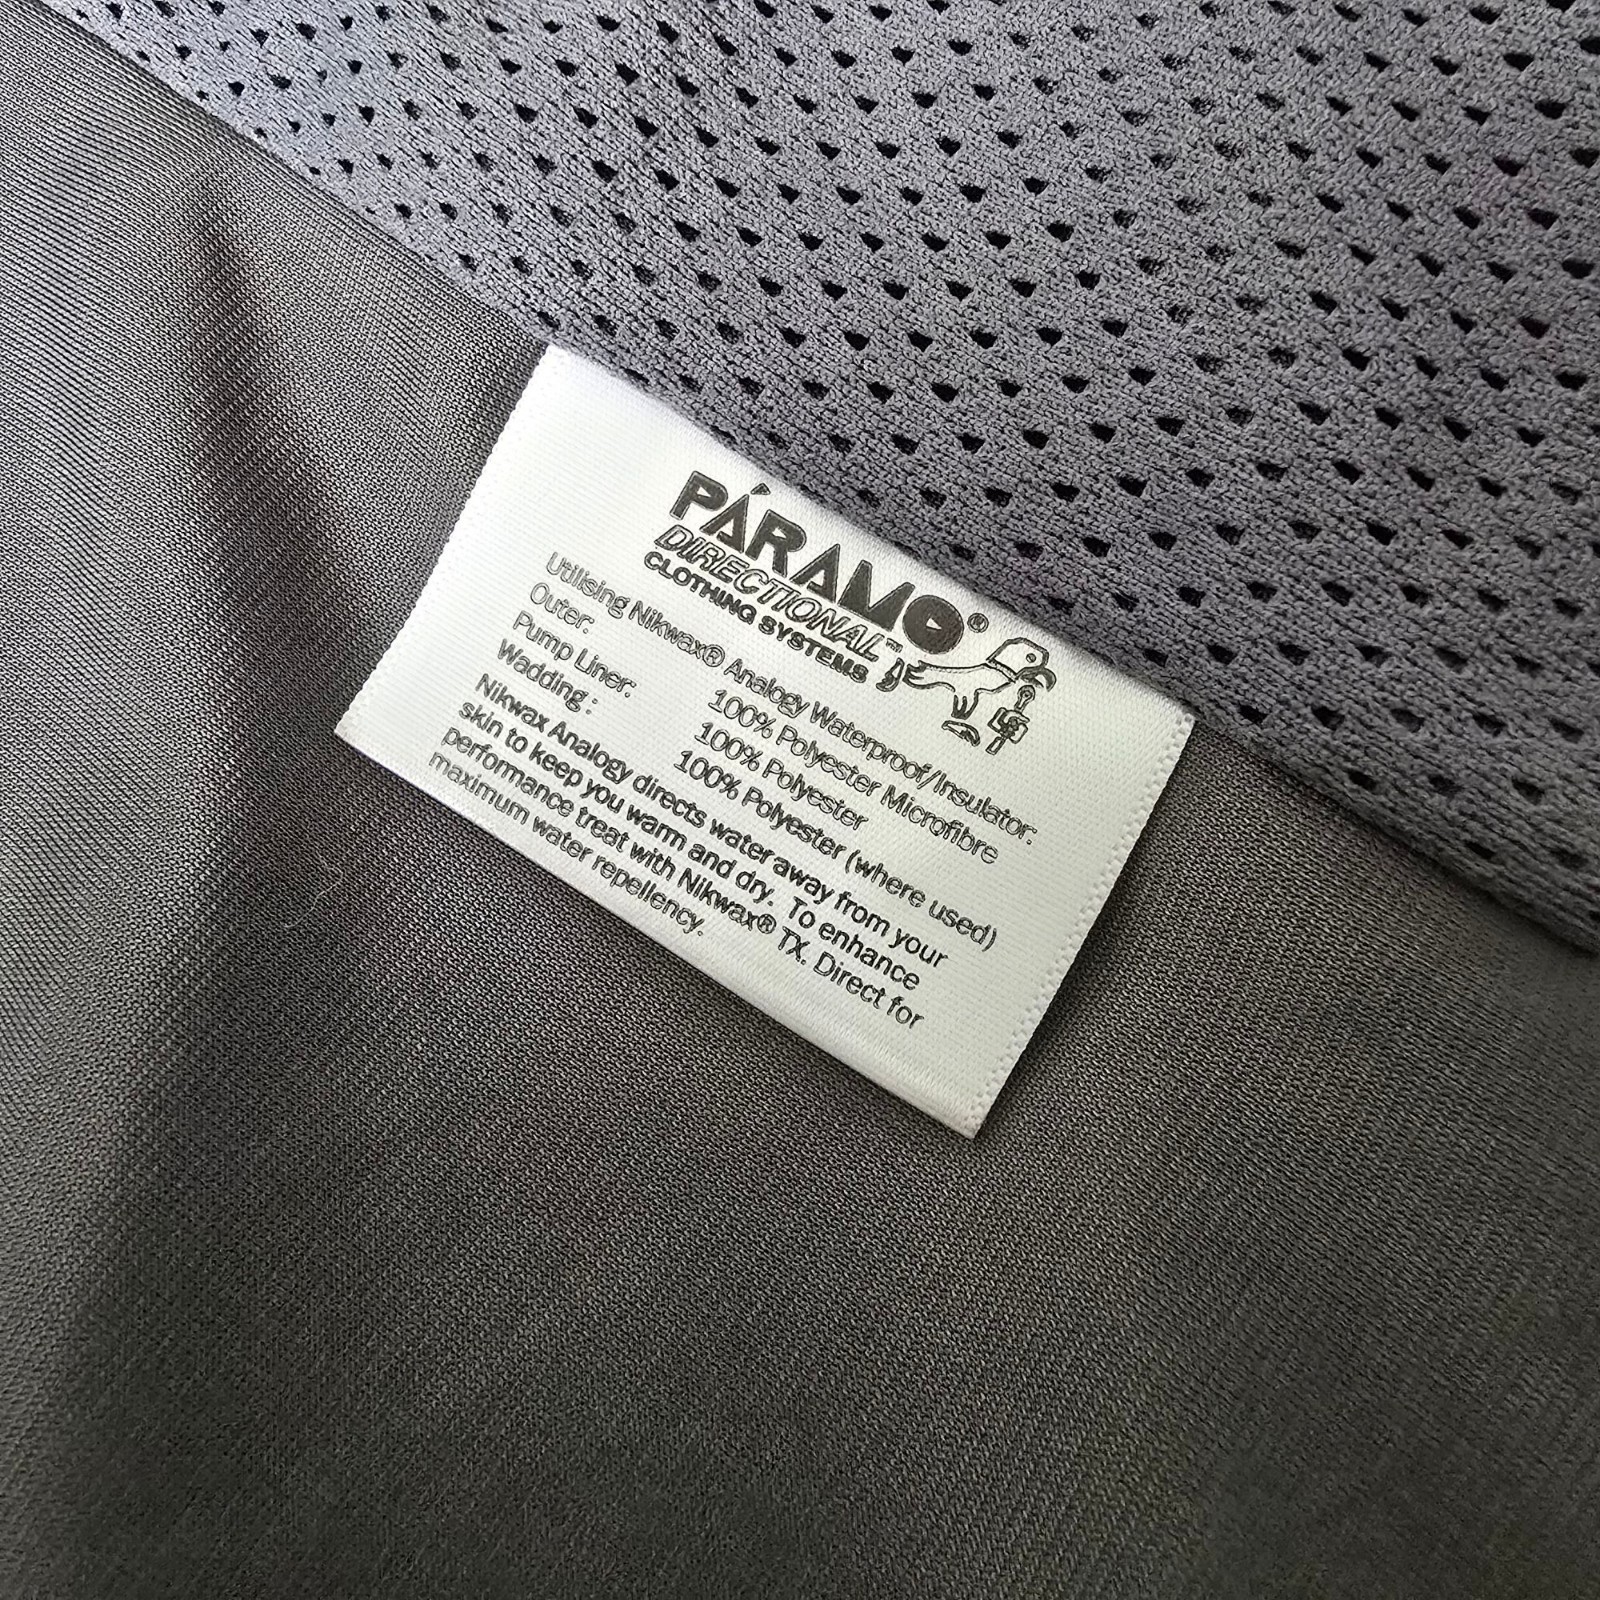 PÁRAMO®
DIRECTIONAL™
CLOTHING SYSTEMS
Utilising Nikwax® Analogy Waterproof/Insulator:
Outer: 100% Polyester Microfibre
Pump Liner: 100% Polyester
Wadding : 100% Polyester (where used)
Nikwax Analogy directs water away from your
skin to keep you warm and dry. To enhance
performance treat with Nikwax® TX. Direct for
maximum water repellency.